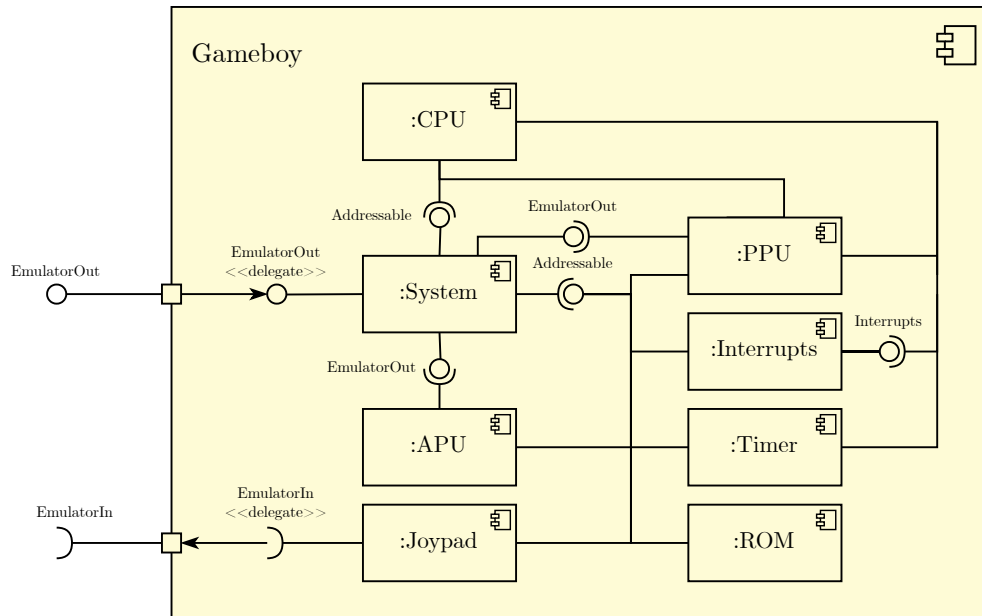 Gameboy
:CPU
Addressable
EmulatorOut
EmulatorOut
<<delegate>>
:PPU
EmulatorOut
Addressable
:System
Interrupts
:Interrupts
EmulatorOut
:APU
:Timer
EmulatorIn
<<delegate>>
EmulatorIn
:Joypad
:ROM